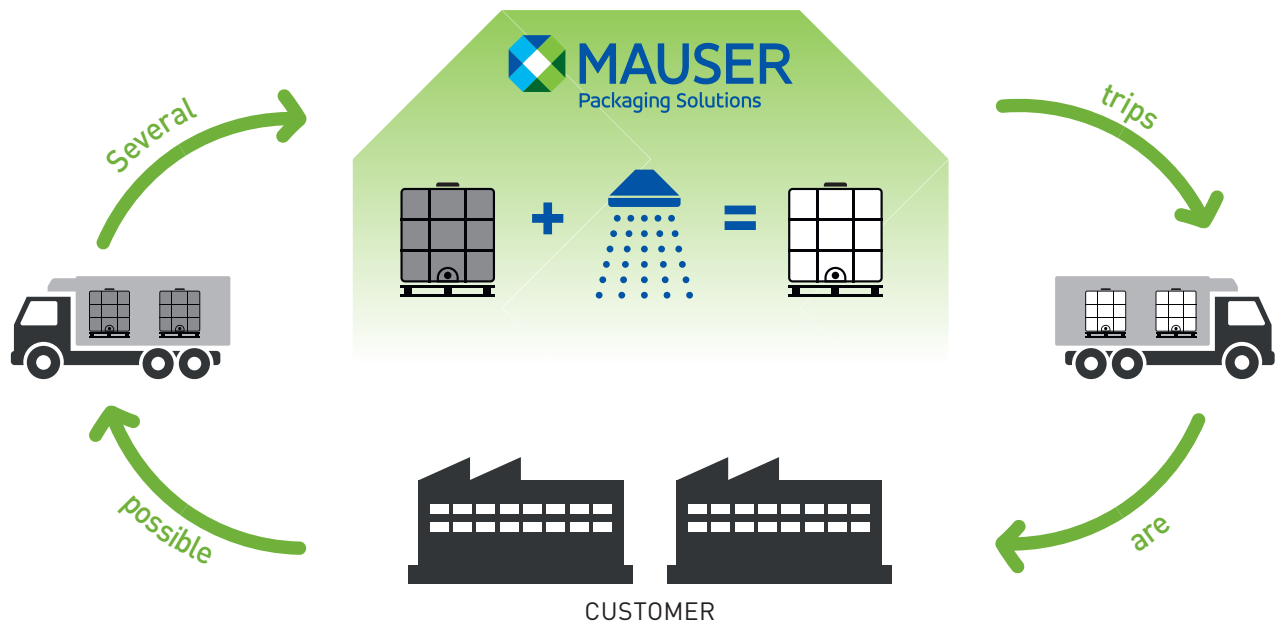 MAUSER
Packaging Solutions
Several
trips
+
=
are
possible
CUSTOMER